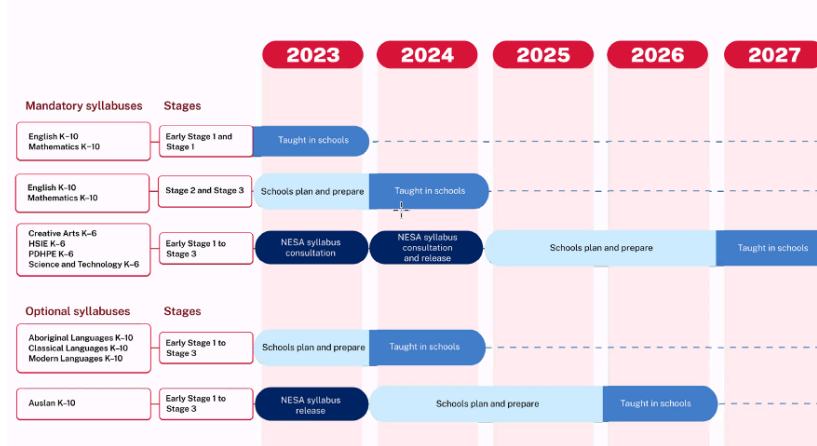 2023 2024 2025 2026 2027
Mandatory syllabuses Stages
English K–10
Mathematics K–10
Early Stage 1 and
Stage 1
Taught in schools
English K–10
Mathematics K–10
Stage 2 and Stage 3
Schools plan and prepare
Taught in schools
Creative Arts K–6
HSIE K–6
PDHPE K–6
Science and Technology K–6
Early Stage 1 to
Stage 3
NESA syllabus
consultation
NESA syllabus
consultation
and release
Schools plan and prepare
Taught in schools
Optional syllabuses Stages
Aboriginal Languages K–10
Classical Languages K–10
Modern Languages K–10
Early Stage 1 to
Stage 3
Schools plan and prepare
Taught in schools
Auslan K–10
Early Stage 1 to
Stage 3
NESA syllabus
release
Schools plan and prepare
Taught in schools